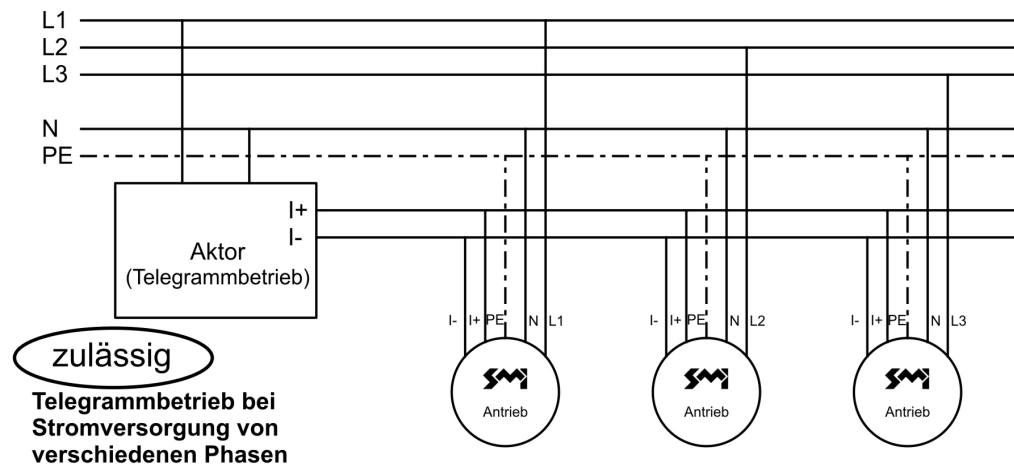 L1
L2
L3
N
PE
I+
I-
Aktor
(Telegrammbetrieb)
I- I+ PE N L1
I- I+ PE N L2
I- I+ PE N L3
SMI
Antrieb
SMI
Antrieb
SMI
Antrieb
zulässig
Telegrammbetrieb bei
Stromversorgung von
verschiedenen Phasen